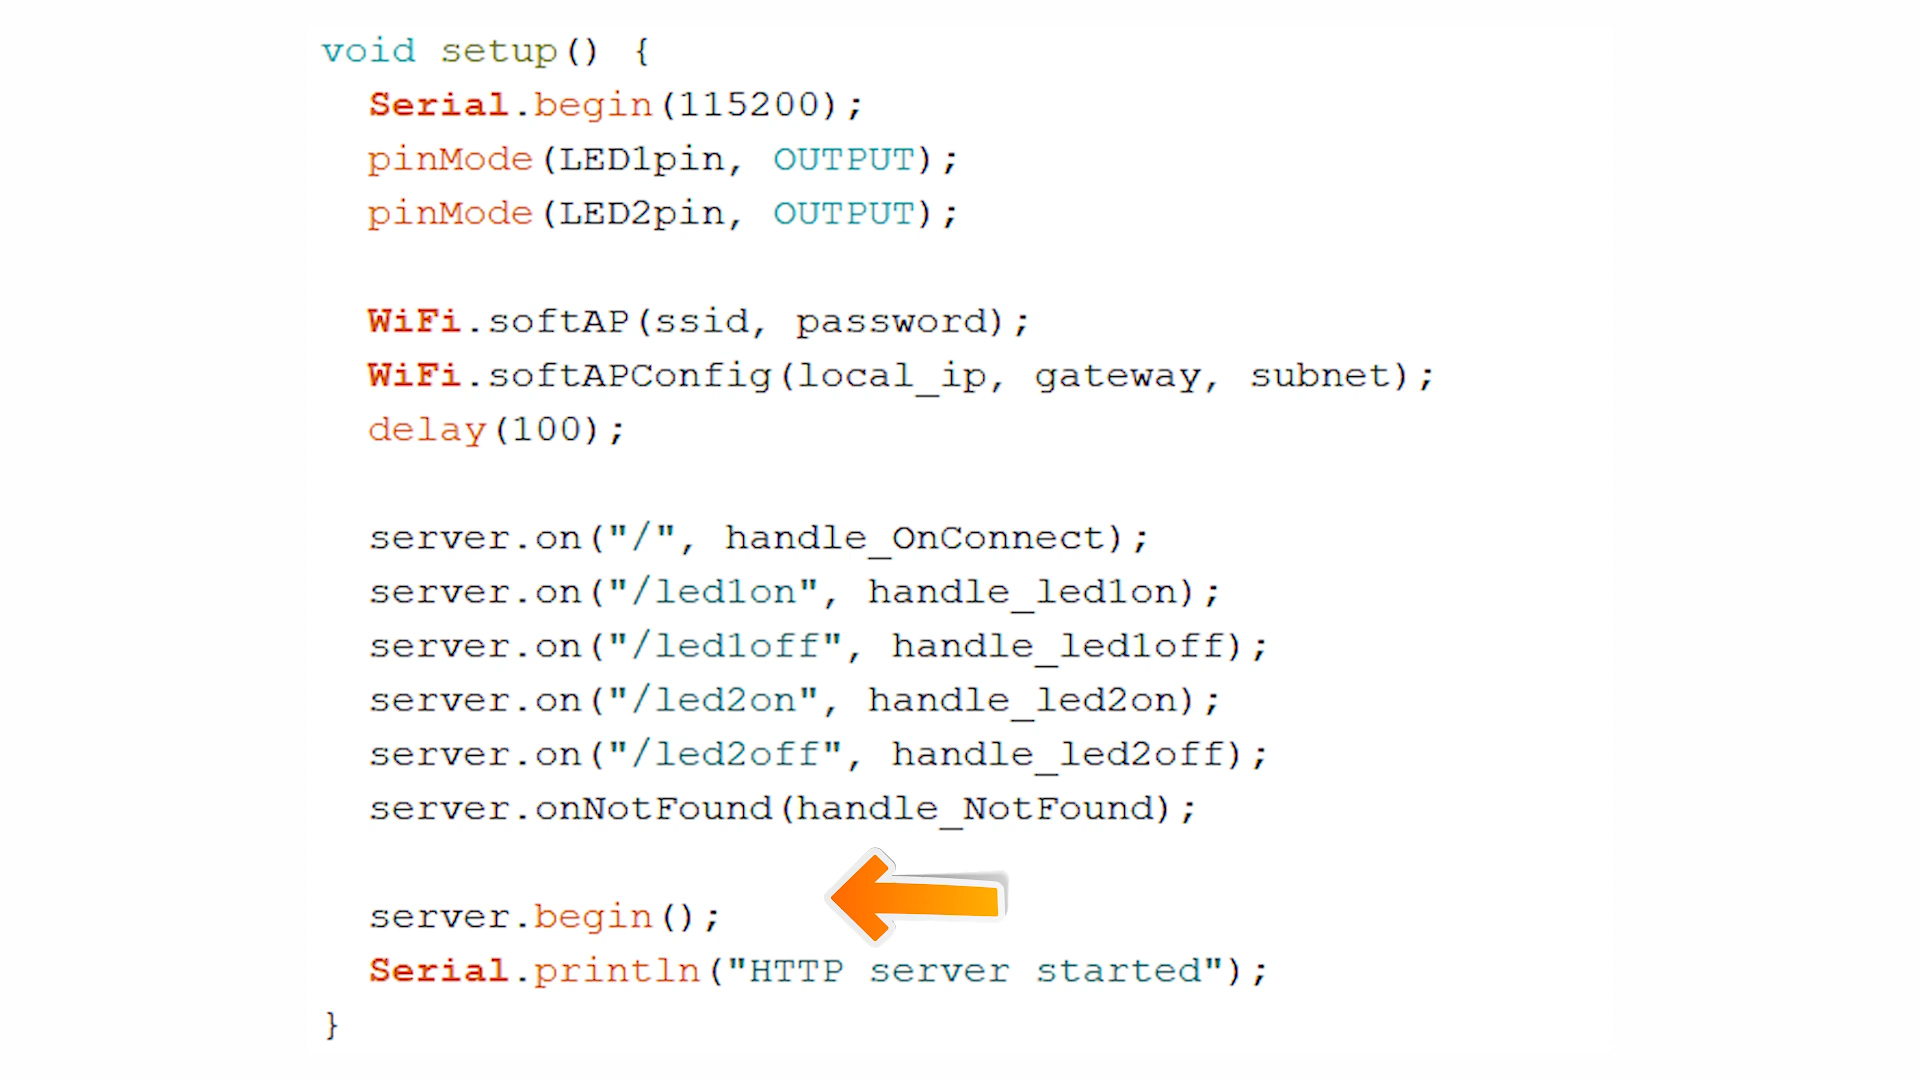 void setup() {
Serial.begin(115200);
pinMode(LED1pin, OUTPUT);
pinMode(LED2pin, OUTPUT);
WiFi.softAP(ssid, password);
WiFi.softAPConfig(local_ip, gateway, subnet);
delay(100);
server.on("/", handle_OnConnect);
server.on("/led1on", handle_led1on);
server.on("/led1off", handle_led1off);
server.on("/led2on", handle_led2on);
server.on("/led2off", handle_led2off);
server.onNotFound(handle_NotFound);
server.begin();
Serial.println("HTTP server started");
}